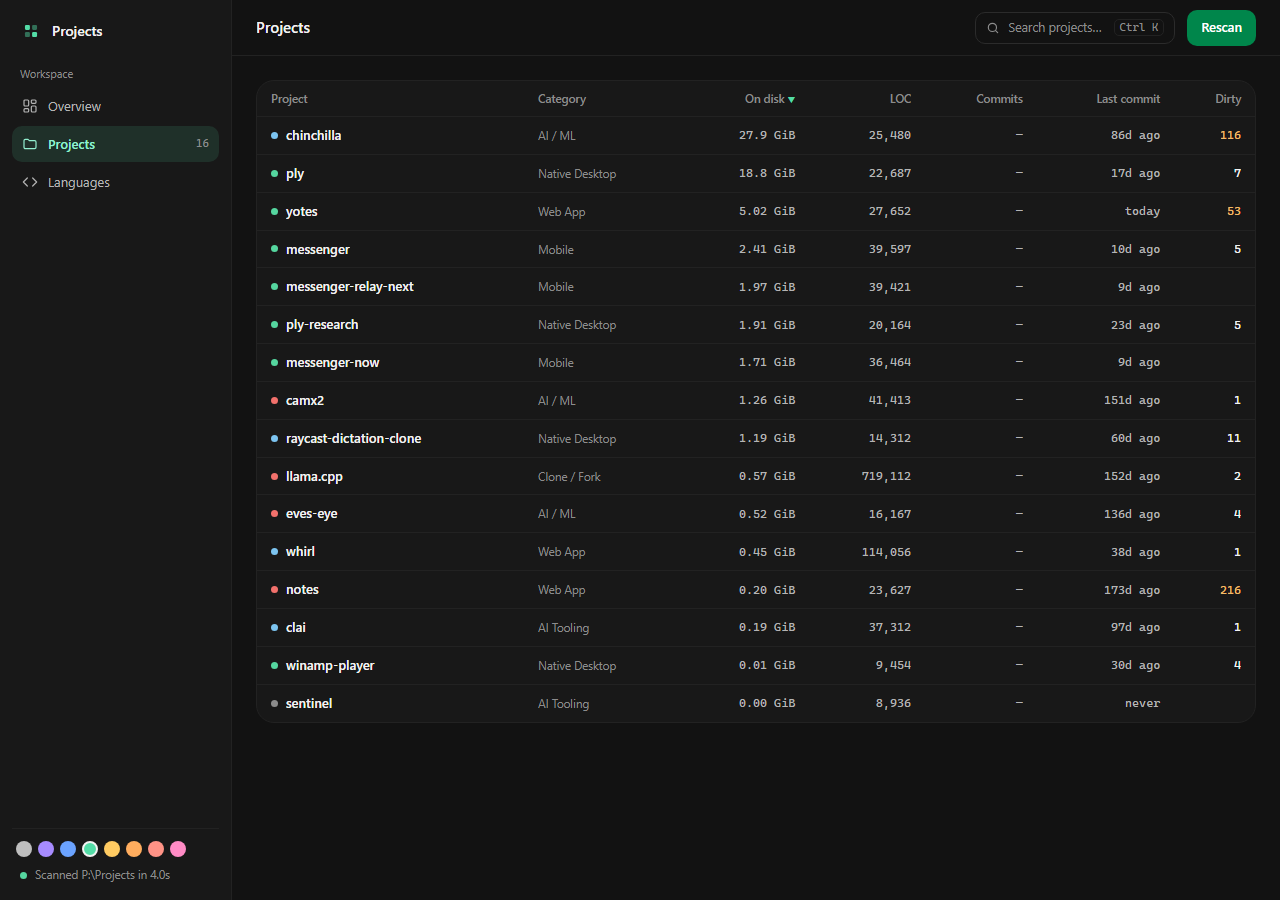 Projects
Workspace
Overview
Projects 16
Languages
Scanned P:\Projects in 4.0s
Projects
Search projects... Ctrl K
Rescan
Project Category On disk ▼ LOC Commits Last commit Dirty
chinchilla AI / ML 27.9 GiB 25,480 — 86d ago 116
ply Native Desktop 18.8 GiB 22,687 — 17d ago 7
yotes Web App 5.02 GiB 27,652 — today 53
messenger Mobile 2.41 GiB 39,597 — 10d ago 5
messenger-relay-next Mobile 1.97 GiB 39,421 — 9d ago
ply-research Native Desktop 1.91 GiB 20,164 — 23d ago 5
messenger-now Mobile 1.71 GiB 36,464 — 9d ago
camx2 AI / ML 1.26 GiB 41,413 — 151d ago 1
raycast-dictation-clone Native Desktop 1.19 GiB 14,312 — 60d ago 11
llama.cpp Clone / Fork 0.57 GiB 719,112 — 152d ago 2
eves-eye AI / ML 0.52 GiB 16,167 — 136d ago 4
whirl Web App 0.45 GiB 114,056 — 38d ago 1
notes Web App 0.20 GiB 23,627 — 173d ago 216
clai AI Tooling 0.19 GiB 37,312 — 97d ago 1
winamp-player Native Desktop 0.01 GiB 9,454 — 30d ago 4
sentinel AI Tooling 0.00 GiB 8,936 — never